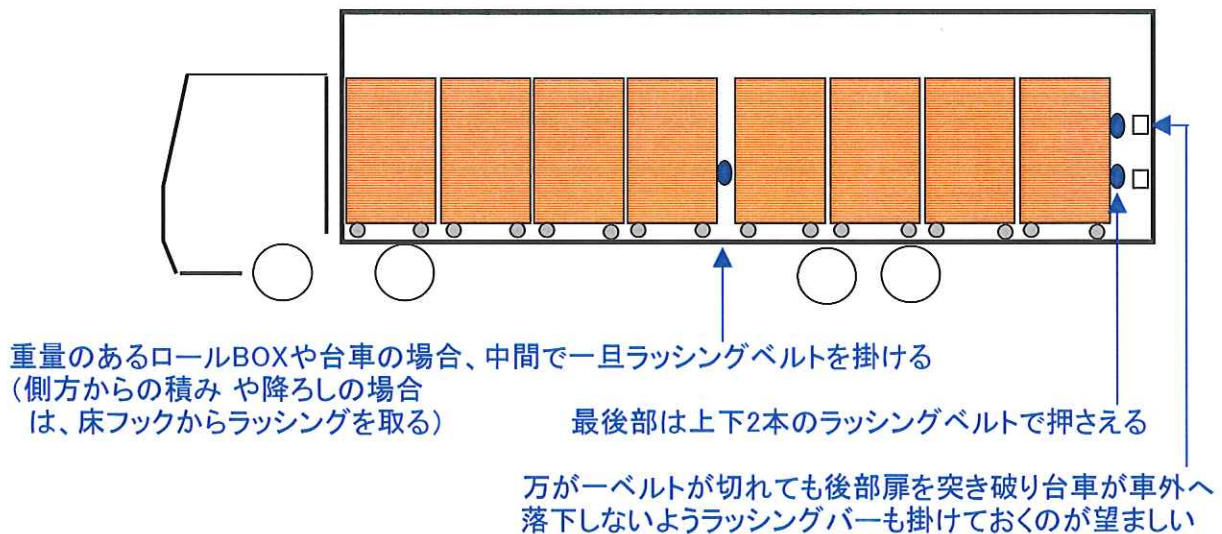 重量のあるロールBOXや台車の場合、中間で一旦ラッシングベルトを掛ける
(側方からの積み や降ろしの場合
は、床フックからラッシングを取る)
最後部は上下2本のラッシングベルトで押さえる
万が一ベルトが切れても後部扉を突き破り台車が車外へ
落下しないようラッシングバーも掛けておくのが望ましい